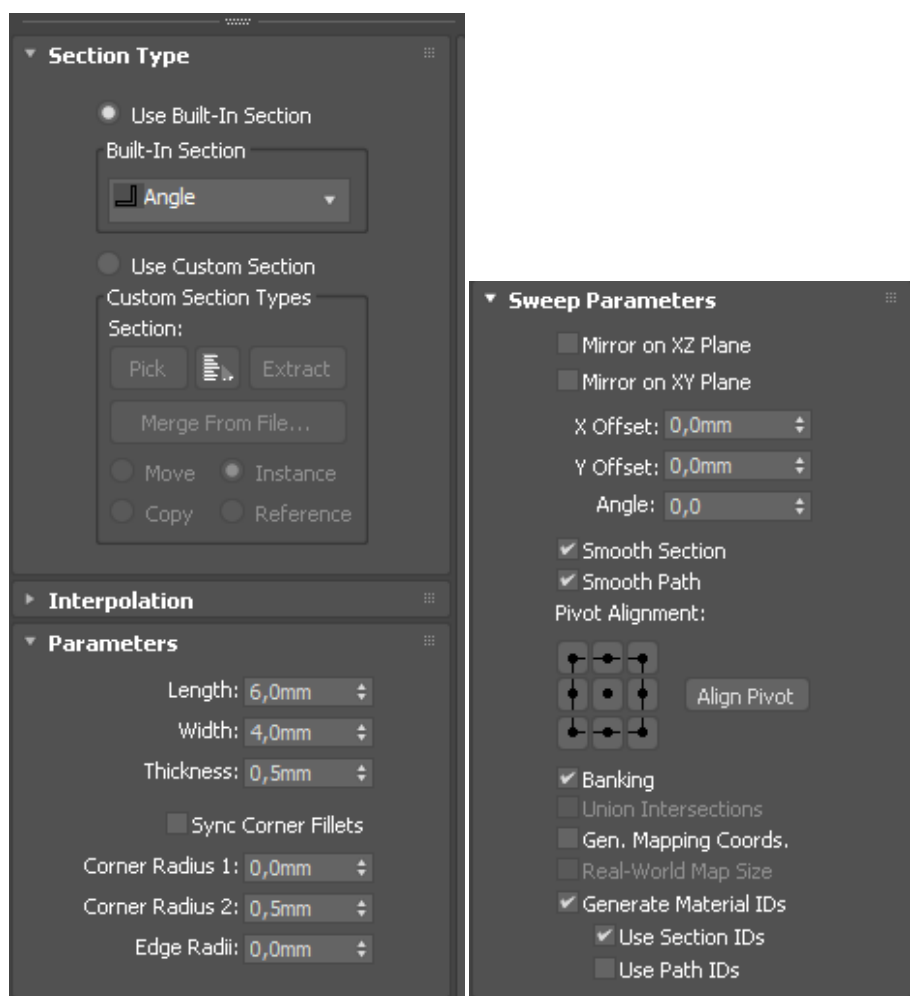 Section Type
Use Built-In Section
Built-In Section
Angle
Use Custom Section
Custom Section Types
Section:
Pick Extract
Merge From File...
Move Instance
Copy Reference
Interpolation
Parameters
Length: 6,0mm
Width: 4,0mm
Thickness: 0,5mm
Sync Corner Fillets
Corner Radius 1: 0,0mm
Corner Radius 2: 0,5mm
Edge Radii: 0,0mm
Sweep Parameters
Mirror on XZ Plane
Mirror on XY Plane
X Offset: 0,0mm
Y Offset: 0,0mm
Angle: 0,0
Smooth Section
Smooth Path
Pivot Alignment:
Align Pivot
Banking
Union Intersections
Gen. Mapping Coords.
Real-World Map Size
Generate Material IDs
Use Section IDs
Use Path IDs